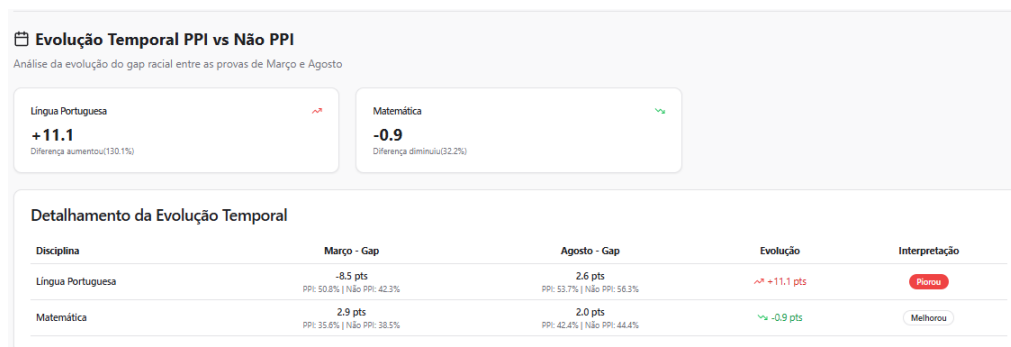 Evolução Temporal PPI vs Não PPI
Análise da evolução do gap racial entre as provas de Março e Agosto
Língua Portuguesa
+11.1
Diferença aumentou(130.1%)
Matemática
-0.9
Diferença diminuiu(32.2%)
Detalhamento da Evolução Temporal
Disciplina Março - Gap Agosto - Gap Evolução Interpretação
Língua Portuguesa -8.5 pts 2.6 pts +11.1 pts Piorou
PPI: 50.8% | Não PPI: 42.3% PPI: 53.7% | Não PPI: 56.3%
Matemática 2.9 pts 2.0 pts -0.9 pts Melhorou
PPI: 35.6% | Não PPI: 38.5% PPI: 42.4% | Não PPI: 44.4%